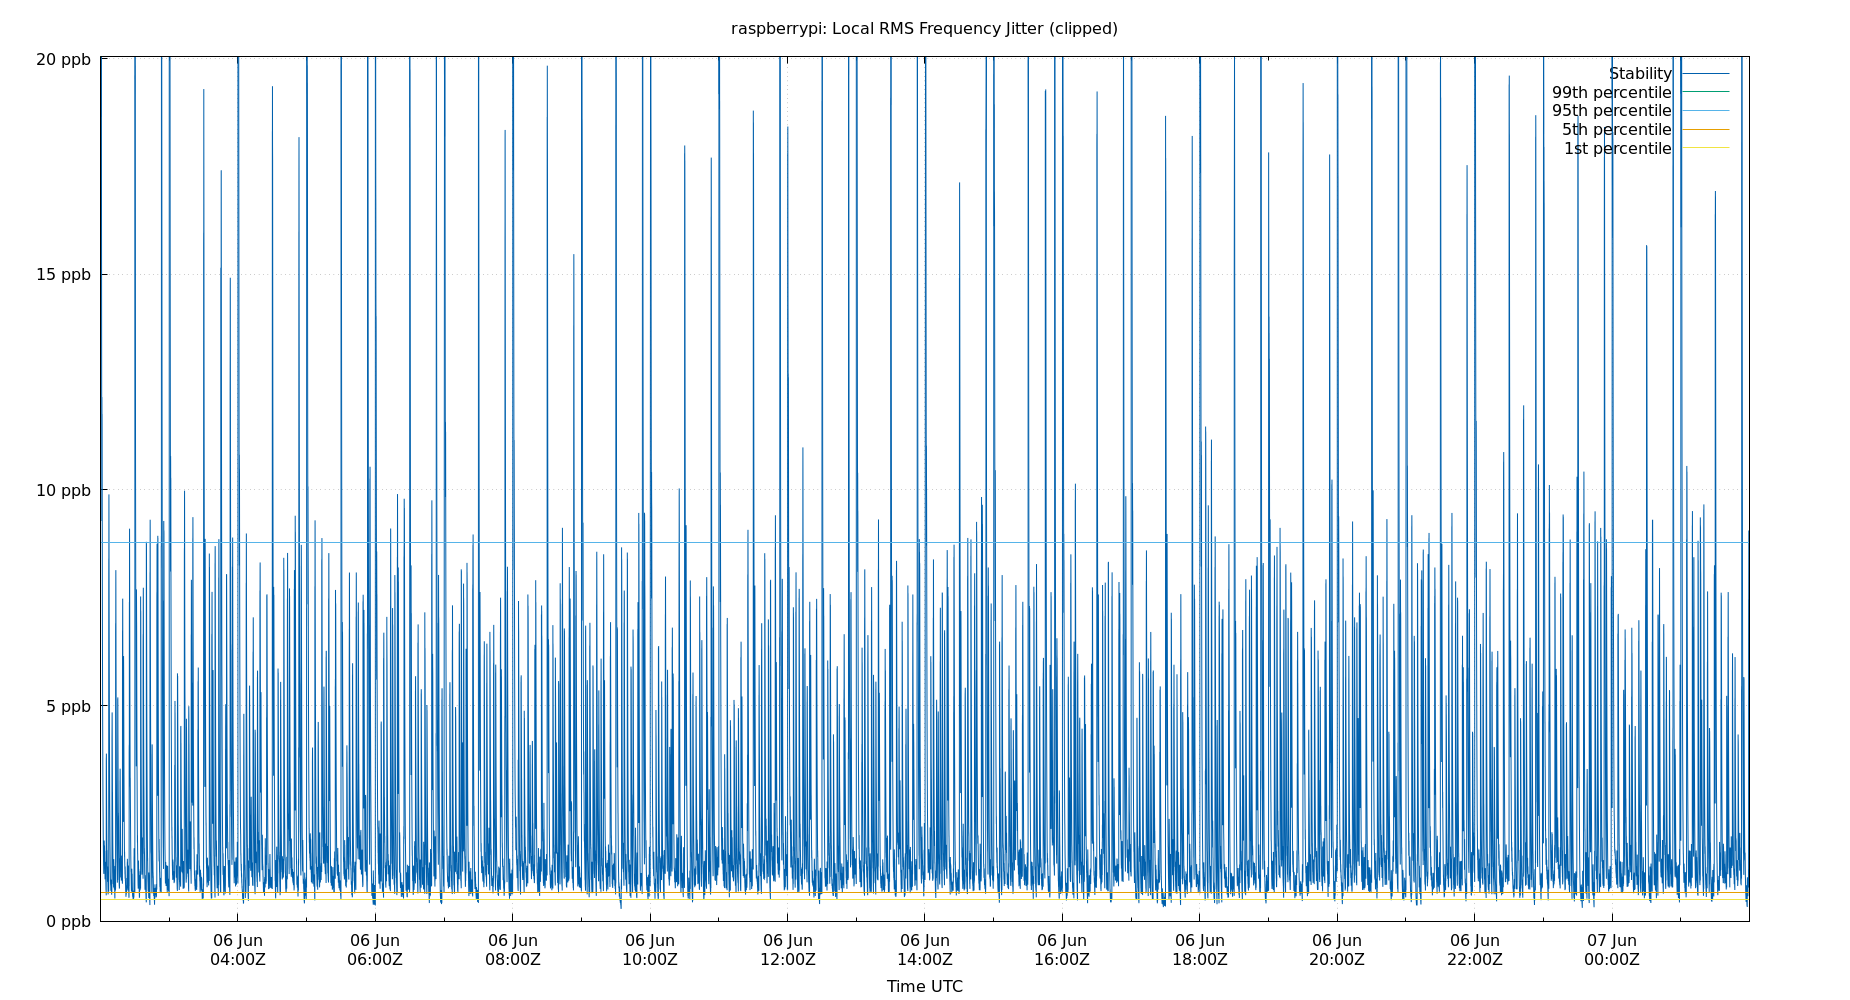 raspberrypi: Local RMS Frequency Jitter (clipped)
20 ppb
15 ppb
10 ppb
5 ppb
0 ppb
Stability
99th percentile
95th percentile
5th percentile
1st percentile
06 Jun 06 Jun 06 Jun 06 Jun 06 Jun 06 Jun 06 Jun 06 Jun 06 Jun 06 Jun 07 Jun
04:00Z 06:00Z 08:00Z 10:00Z 12:00Z 14:00Z 16:00Z 18:00Z 20:00Z 22:00Z 00:00Z
Time UTC